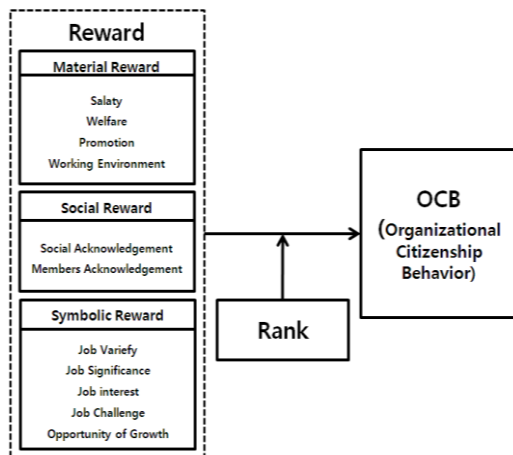 Reward
Material Reward
Salaty
Welfare
Promotion
Working Environment
Social Reward
Social Acknowledgement
Members Acknowledgement
Symbolic Reward
Job Variefy
Job Significance
Job interest
Job Challenge
Opportunity of Growth
Rank
OCB
(Organizational
Citizenship
Behavior)